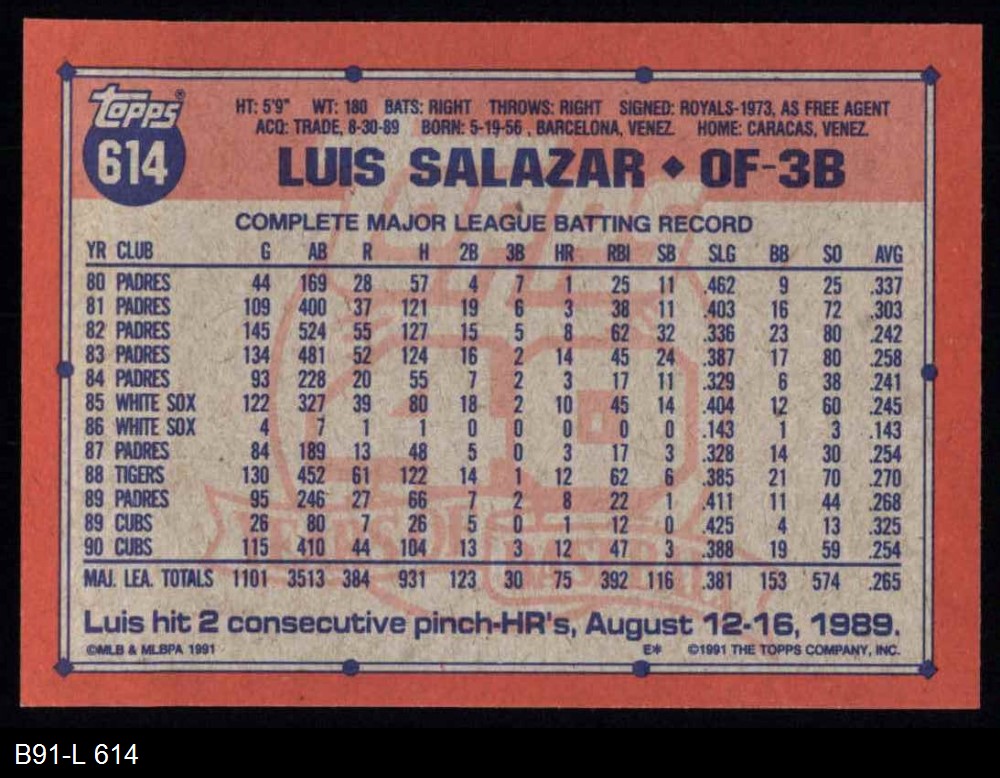 topps®
614
HT: 5'9" WT: 180 BATS: RIGHT THROWS: RIGHT SIGNED: ROYALS-1973, AS FREE AGENT
ACQ: TRADE, 8-30-89 BORN: 5-19-56 , BARCELONA, VENEZ. HOME: CARACAS, VENEZ.
LUIS SALAZAR ◆ OF-3B
COMPLETE MAJOR LEAGUE BATTING RECORD
YR CLUB G AB R H 2B 3B HR RBI SB SLG BB SO AVG
80 PADRES 44 169 28 57 4 7 1 25 11 .462 9 25 .337
81 PADRES 109 400 37 121 19 6 3 38 11 .403 16 72 .303
82 PADRES 145 524 55 127 15 5 8 62 32 .336 23 80 .242
83 PADRES 134 481 52 124 16 2 14 45 24 .387 17 80 .258
84 PADRES 93 228 20 55 7 2 3 17 11 .329 6 38 .241
85 WHITE SOX 122 327 39 80 18 2 10 45 14 .404 12 60 .245
86 WHITE SOX 4 7 1 1 0 0 0 0 0 .143 1 3 .143
87 PADRES 84 189 13 48 5 0 3 17 3 .328 14 30 .254
88 TIGERS 130 452 61 122 14 1 12 62 6 .385 21 70 .270
89 PADRES 95 246 27 66 7 2 8 22 1 .411 11 44 .268
89 CUBS 26 80 7 26 5 0 1 12 0 .425 4 13 .325
90 CUBS 115 410 44 104 13 3 12 47 3 .388 19 59 .254
MAJ. LEA. TOTALS 1101 3513 384 931 123 30 75 392 116 .381 153 574 .265
Luis hit 2 consecutive pinch-HR's, August 12-16, 1989.
©MLB & MLBPA 1991 E* ©1991 THE TOPPS COMPANY, INC.
B91-L 614